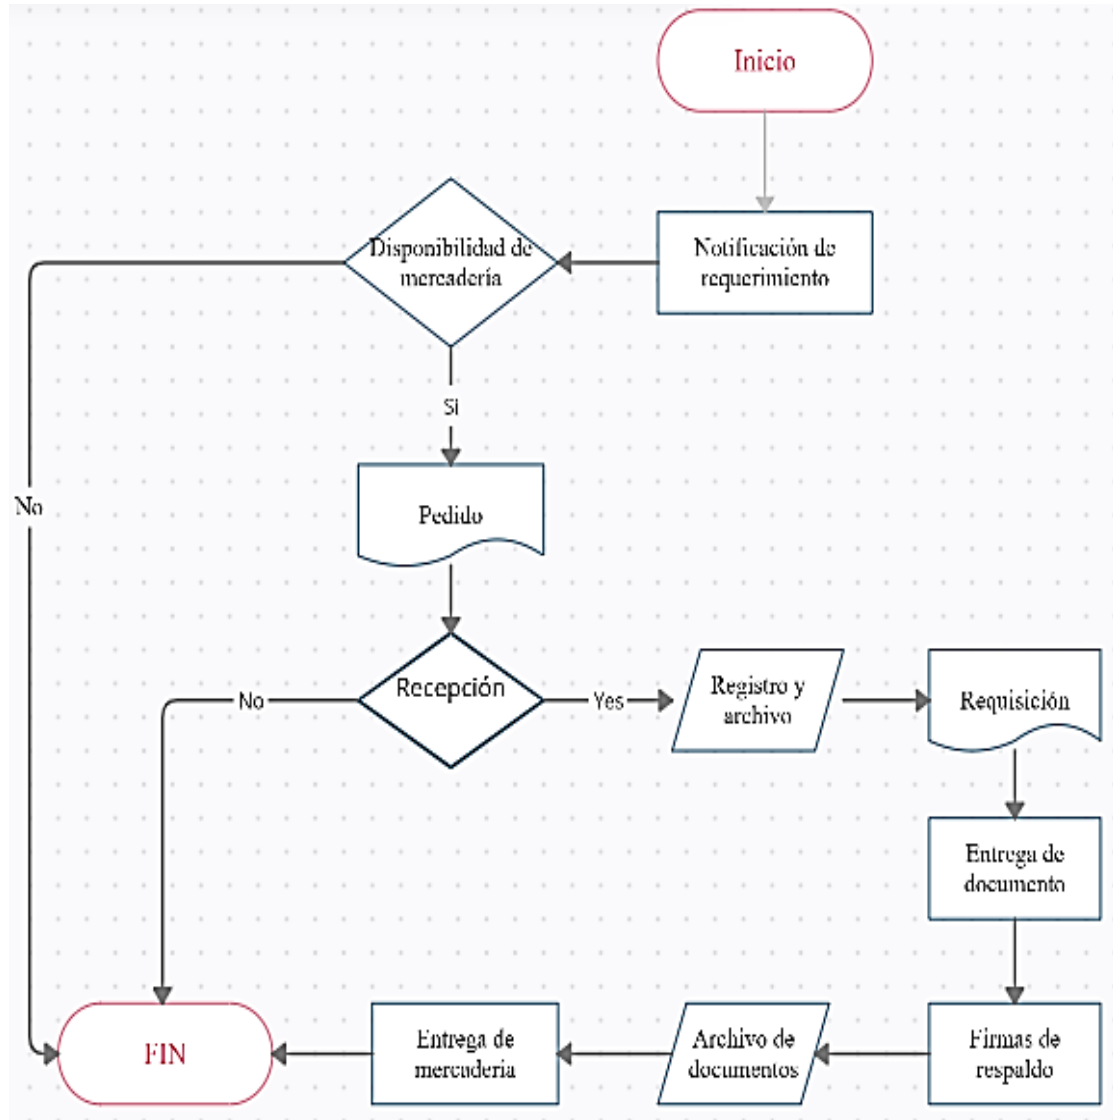 Inicio
Notificación de
requerimiento
Disponibilidad de
mercadería
Si
No
Pedido
Recepción
No
Yes
Registro y
archivo
Requisición
Entrega de
documento
Firmas de
respaldo
Archivo de
documentos
Entrega de
mercadería
FIN